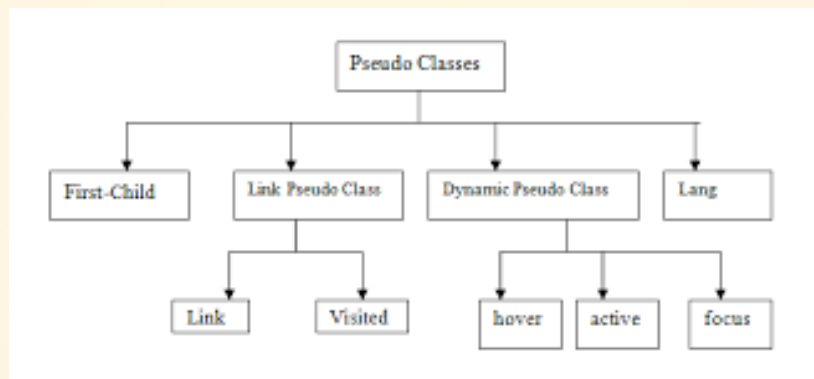 Pseudo Classes
First-Child
Link Pseudo Class
Dynamic Pseudo Class
Lang
Link
Visited
hover
active
focus